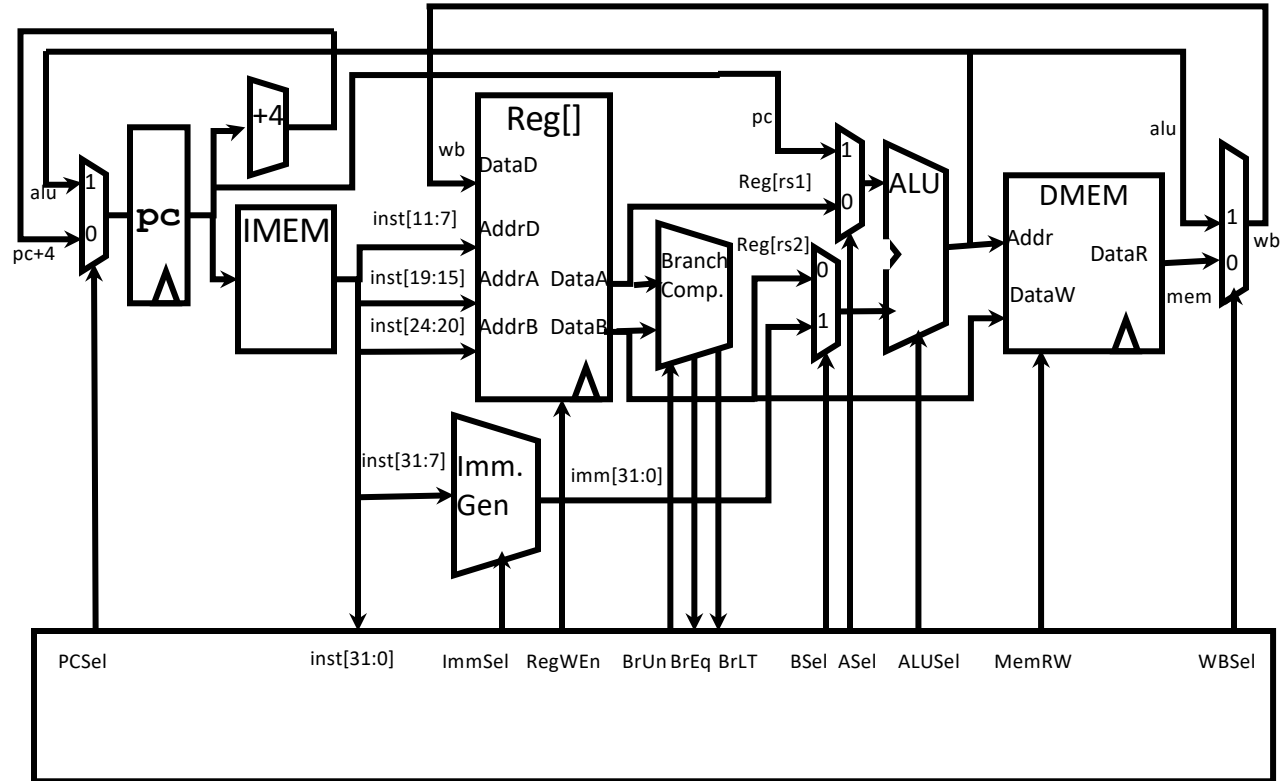 +4
Reg[]
pc
alu
wb
DataD
1
ALU
DMEM
1
alu
Reg[rs1]
pc
inst[11:7]
0
1
IMEM
AddrD
Reg[rs2]
0
pc+4
Branch
Comp.
Addr
wb
inst[19:15]
AddrA
DataA
0
DataR
0
DataW
mem
inst[24:20]
AddrB
DataB
1
inst[31:7]
Imm.
Gen
imm[31:0]
PCSel
inst[31:0]
ImmSel
RegWEn
BrUn
BrEq
BrLT
BSel
ASel
ALUSel
MemRW
WBSel